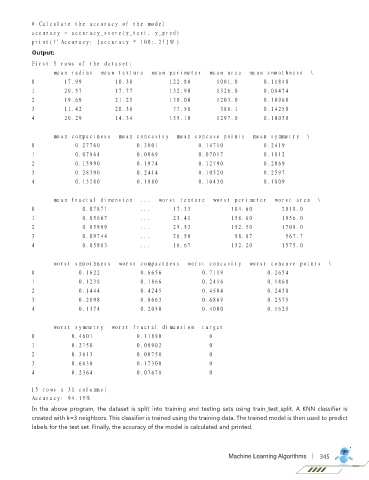 # Calculate the accuracy of the model
accuracy = accuracy_score(y_test, y_pred)
print(f'Accuracy: {accuracy * 100:.2f}%')
Output:
First 5 rows of the dataset:
mean radius mean texture mean perimeter mean area mean smoothness \
0 17.99 10.38 122.80 1001.0 0.11840
1 20.57 17.77 132.90 1326.0 0.08474
2 19.69 21.25 130.00 1203.0 0.10960
3 11.42 20.38 77.58 386.1 0.14250
4 20.29 14.34 135.10 1297.0 0.10030
mean compactness mean concavity mean concave points mean symmetry \
0 0.27760 0.3001 0.14710 0.2419
1 0.07864 0.0869 0.07017 0.1812
2 0.15990 0.1974 0.12790 0.2069
3 0.28390 0.2414 0.10520 0.2597
4 0.13280 0.1980 0.10430 0.1809
mean fractal dimension ... worst texture worst perimeter worst area \
0 0.07871 ... 17.33 184.60 2019.0
1 0.05667 ... 23.41 158.80 1956.0
2 0.05999 ... 25.53 152.50 1709.0
3 0.09744 ... 26.50 98.87 567.7
4 0.05883 ... 16.67 152.20 1575.0
worst smoothness worst compactness worst concavity worst concave points \
0 0.1622 0.6656 0.7119 0.2654
1 0.1238 0.1866 0.2416 0.1860
2 0.1444 0.4245 0.4504 0.2430
3 0.2098 0.8663 0.6869 0.2575
4 0.1374 0.2050 0.4000 0.1625
worst symmetry worst fractal dimension target
0 0.4601 0.11890 0
1 0.2750 0.08902 0
2 0.3613 0.08758 0
3 0.6638 0.17300 0
4 0.2364 0.07678 0
[5 rows x 31 columns]
Accuracy: 94.15%
In the above program, the dataset is split into training and testing sets using train_test_split. A KNN classifier is
created with k=3 neighbors. This classifier is trained using the training data. The trained model is then used to predict
labels for the test set. Finally, the accuracy of the model is calculated and printed.
Machine Learning Algorithms | 345